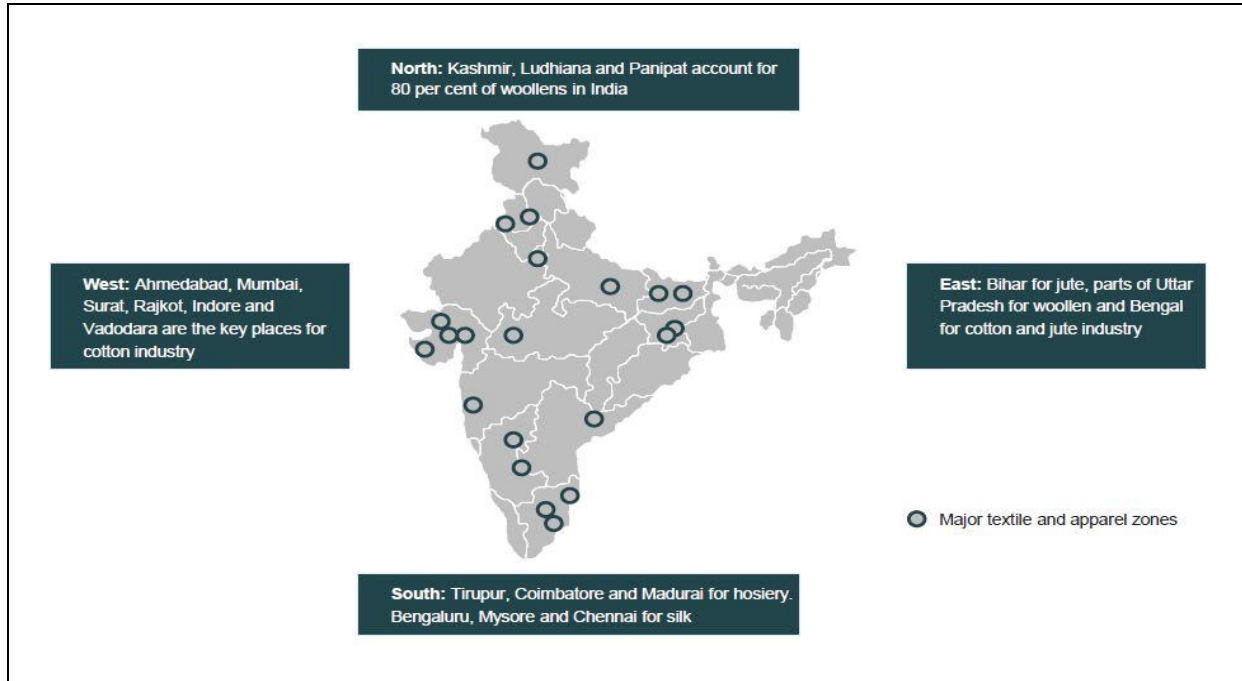 North: Kashmir, Ludhiana and Panipat account for
80 per cent of woollens in India
West: Ahmedabad, Mumbai,
Surat, Rajkot, Indore and
Vadodara are the key places for
cotton industry
East: Bihar for jute, parts of Uttar
Pradesh for woollen and Bengal
for cotton and jute industry
Major textile and apparel zones
South: Tirupur, Coimbatore and Madurai for hosiery.
Bengaluru, Mysore and Chennai for silk